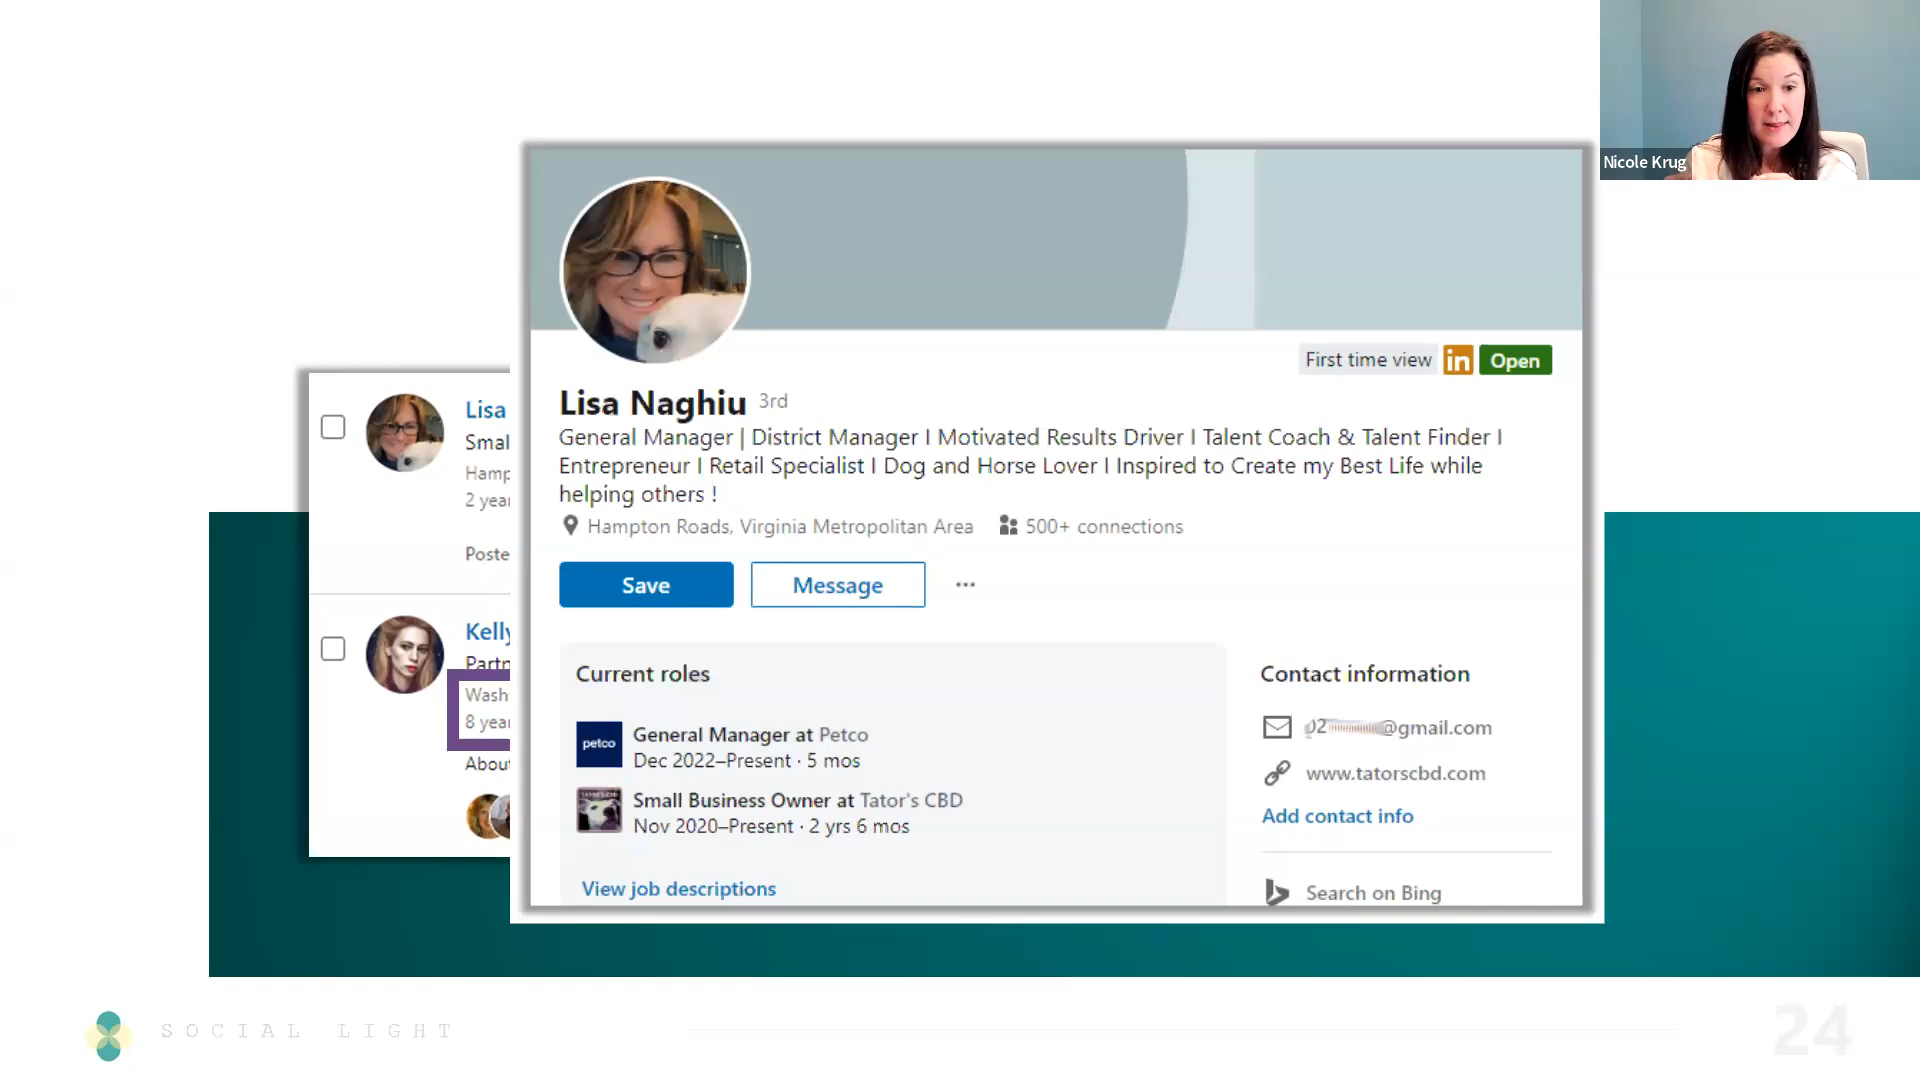 Nicole Krug
First time view
in
Open
Lisa Naghiu 3rd
General Manager | District Manager I Motivated Results Driver I Talent Coach & Talent Finder I
Entrepreneur I Retail Specialist I Dog and Horse Lover I Inspired to Create my Best Life while
helping others !
Hampton Roads, Virginia Metropolitan Area
500+ connections
Save
Message
...
Current roles
petco
General Manager at Petco
Dec 2022–Present · 5 mos
Small Business Owner at Tator's CBD
Nov 2020–Present · 2 yrs 6 mos
View job descriptions
Contact information
@gmail.com
www.tatorscbd.com
Add contact info
Search on Bing
Lisa
Smal
Hamp
2 year
Poste
Kelly
Partn
Wash
8 year
About
SOCIAL LIGHT
24